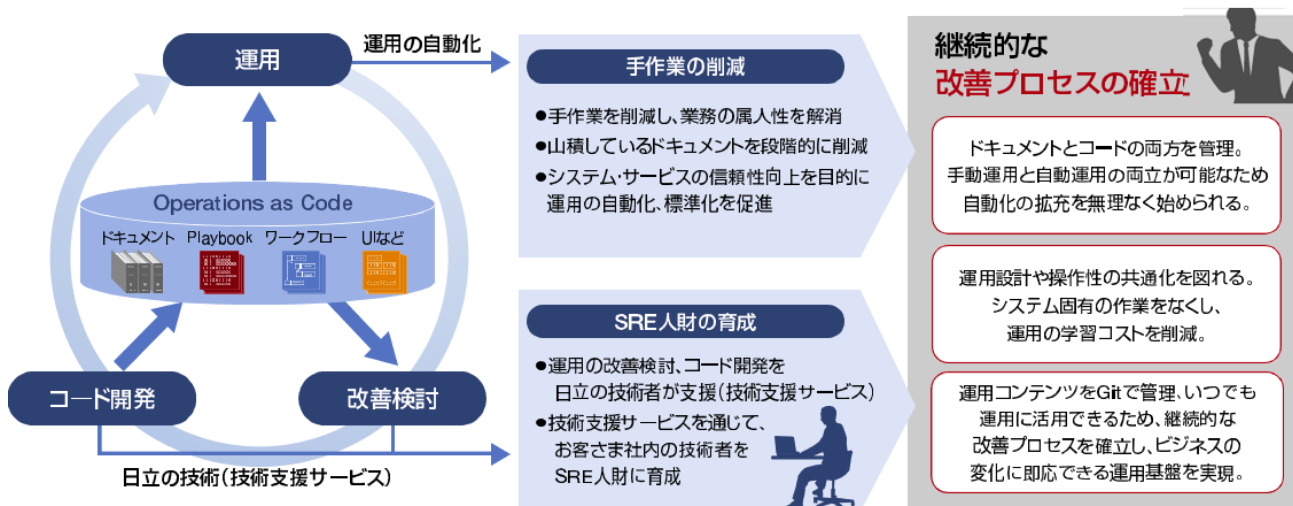 運用
運用の自動化
Operations as Code
ドキュメント
Playbook
ワークフロー
UIなど
コード開発
改善検討
日立の技術(技術支援サービス)
手作業の削減
●手作業を削減し、業務の属人性を解消
●山積しているドキュメントを段階的に削減
●システム・サービスの信頼性向上を目的に
運用の自動化、標準化を促進
SRE人財の育成
●運用の改善検討、コード開発を
日立の技術者が支援(技術支援サービス)
●技術支援サービスを通じて、
お客さま社内の技術者を
SRE人財に育成
継続的な
改善プロセスの確立
ドキュメントとコードの両方を管理。
手動運用と自動運用の両立が可能なため
自動化の拡充を無理なく始められる。
運用設計や操作性の共通化を図れる。
システム固有の作業をなくし、
運用の学習コストを削減。
運用コンテンツをGitで管理、いつでも
運用に活用できるため、継続的な
改善プロセスを確立し、ビジネスの
変化に即応できる運用基盤を実現。